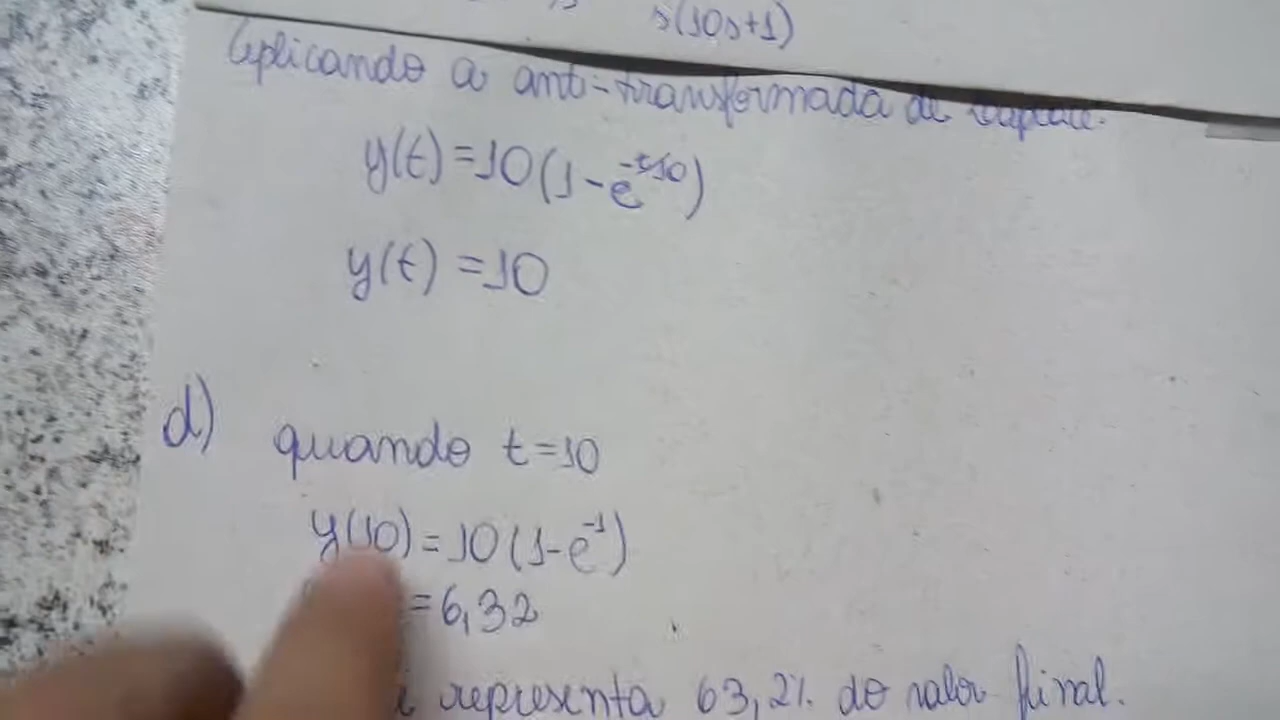 s(10s+1)
Aplicando a anti-transformada de Laplace.
y(t)=10(1-e^{-t/10})
y(t)=10
d) quando t=10
y(10)=10(1-e^{-1})
=6,32
representa 63,2% do valor final.